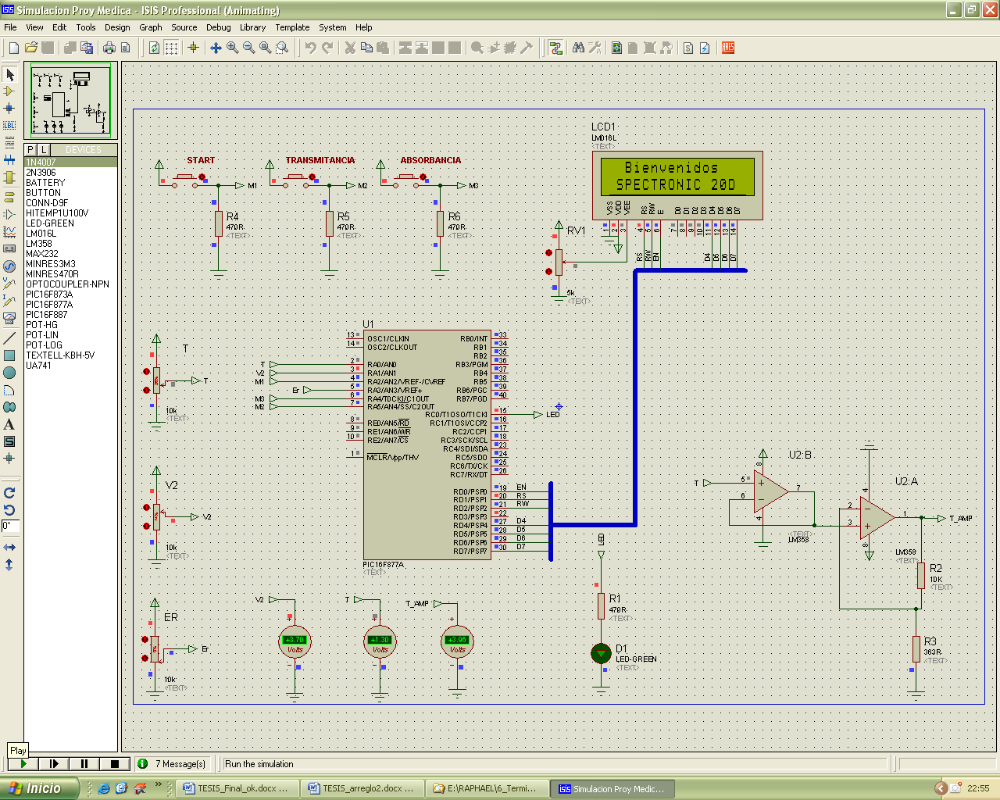 Simulacion Proy Medica - ISIS Professional (Animating)
File View Edit Tools Design Graph Source Debug Library Template System Help
P L DEVICES
1N4007
2N3906
BATTERY
BUTTON
CONN-D9F
HITEMP1U100V
LED-GREEN
LM016L
LM358
MAX232
MINRES3M3
MINRES470R
OPTOCOUPLER-NPN
PIC16F873A
PIC16F877A
PIC16F887
POT-HG
POT-LIN
POT-LOG
TEXTELL-KBH-5V
UA741
LBL
A
0°
START
M1
R4
470R
<TEXT>
TRANSMITANCIA
M2
R5
470R
<TEXT>
ABSORBANCIA
M3
R6
470R
<TEXT>
LCD1
LM016L
<TEXT>
Bienvenidos
SPECTRONIC 20D
VSS VDD VEE RS RW E D0 D1 D2 D3 D4 D5 D6 D7
1 2 3 4 5 6 7 8 9 10 11 12 13 14
RS RW EN D4 D5 D6 D7
RV1
5k
<TEXT>
U1
13 OSC1/CLKIN RB0/INT 33
14 OSC2/CLKOUT RB1 34
RB2 35
T 2 RA0/AN0 RB3/PGM 36
V2 3 RA1/AN1 RB4 37
M1 4 RA2/AN2/VREF-/CVREF RB5 38
Er 5 RA3/AN3/VREF+ RB6/PGC 39
M3 6 RA4/T0CKI/C1OUT RB7/PGD 40
M2 7 RA5/AN4/SS/C2OUT
RC0/T1OSO/T1CKI 15 LED
8 RE0/AN5/RD RC1/T1OSI/CCP2 16
9 RE1/AN6/WR RC2/CCP1 17
10 RE2/AN7/CS RC3/SCK/SCL 18
RC4/SDI/SDA 23
1 MCLR/Vpp/THV RC5/SDO 24
RC6/TX/CK 25
RC7/RX/DT 26
RD0/PSP0 19 EN
RD1/PSP1 20 RS
RD2/PSP2 21 RW
RD3/PSP3 22
RD4/PSP4 27 D4
RD5/PSP5 28 D5
RD6/PSP6 29 D6
RD7/PSP7 30 D7
PIC16F877A
<TEXT>
T
T
10k
<TEXT>
V2
V2
10k
<TEXT>
ER
Er
10k
<TEXT>
V2
+3.70
Volts
T
+1.30
Volts
T_AMP
+3.96
Volts
LED
R1
470R
<TEXT>
D1
LED-GREEN
<TEXT>
U2:B
T
5
6
7
8
4
<TEXT>
LM358
U2:A
2
3
1
4
8
T_AMP
LM358
<TEXT>
R2
10K
<TEXT>
R3
363R
<TEXT>
Play
7 Message(s)
Run the simulation
Inicio
TESIS_Final_ok.docx ...
TESIS_arreglo2.docx ...
E:\RAPHAEL\6_Termi...
Simulacion Proy Medic...
22:55